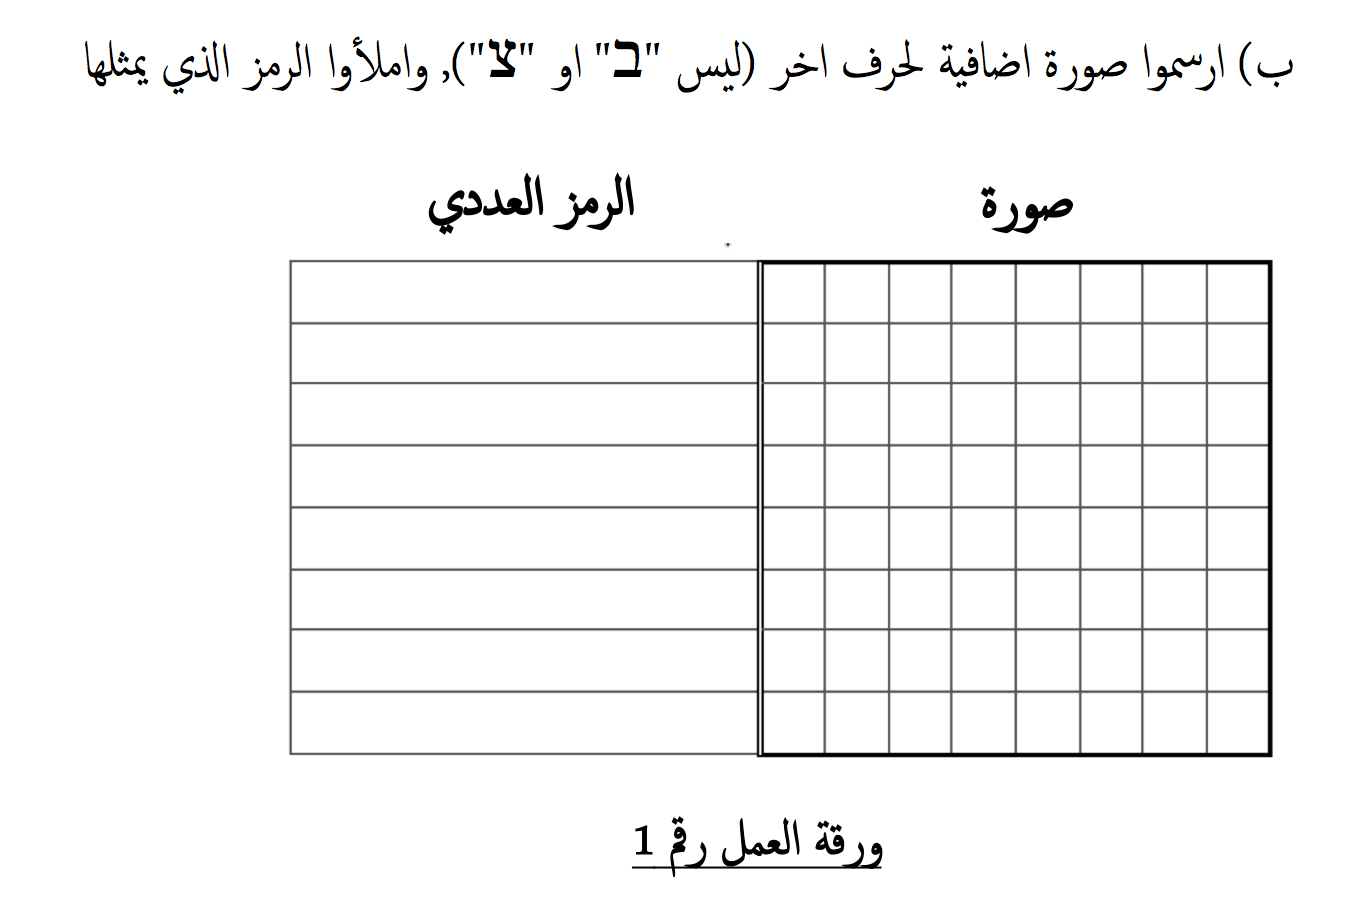 ب) ارسموا صورة اضافية لحرف اخر (ليس "ב" او "צ"), واملأوا الرمز الذي يمثلها
صورة
الرمز العددي
ورقة العمل رقم 1